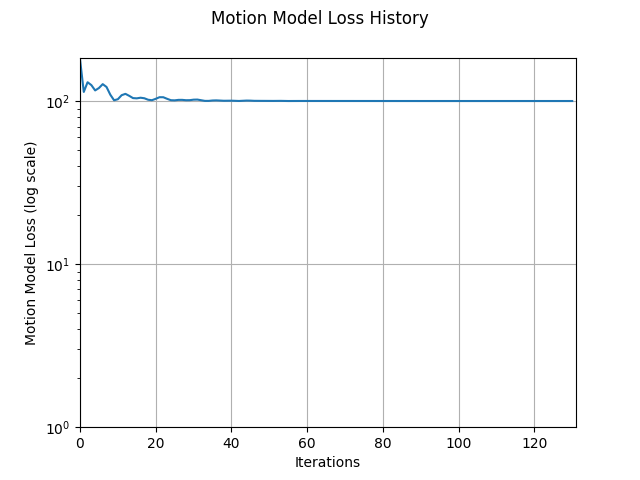 Motion Model Loss History
Motion Model Loss (log scale)
10²
10¹
10⁰
0 20 40 60 80 100 120
Iterations